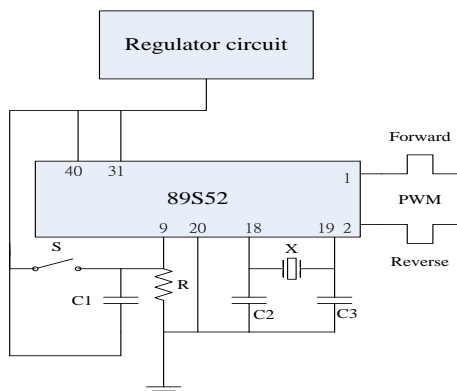 Regulator circuit
Forward
40 31 1
89S52
PWM
9 20 18 19 2
S
X
Reverse
C1 R C2 C3